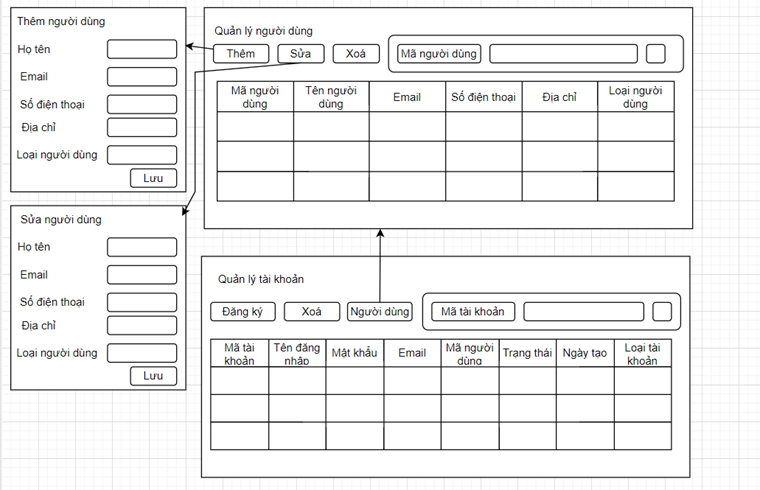 Thêm người dùng
Họ tên
Email
Số điện thoại
Địa chỉ
Loại người dùng
Lưu
Quản lý người dùng
Thêm
Sửa
Xoá
Mã người dùng
Mã người
dùng
Tên người
dùng
Email
Số điện thoại
Địa chỉ
Loại người
dùng
Sửa người dùng
Họ tên
Email
Số điện thoại
Địa chỉ
Loại người dùng
Lưu
Quản lý tài khoản
Đăng ký
Xoá
Người dùng
Mã tài khoản
Mã tài
khoản
Tên đăng
nhập
Mật khẩu
Email
Mã người
dùng
Trạng thái
Ngày tạo
Loại tài
khoản